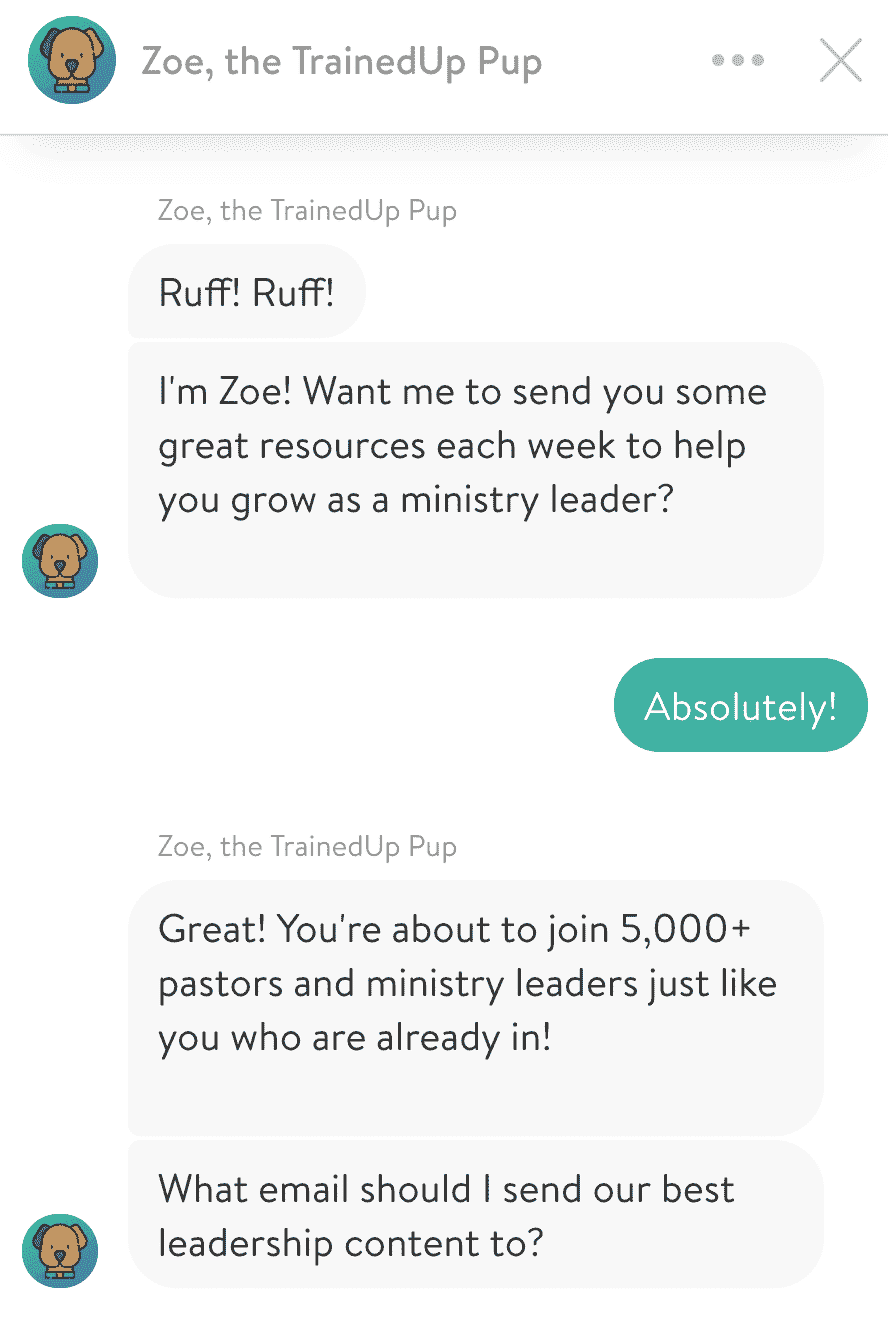 Zoe, the TrainedUp Pup
Zoe, the TrainedUp Pup
Ruff! Ruff!
I'm Zoe! Want me to send you some
great resources each week to help
you grow as a ministry leader?
Absolutely!
Zoe, the TrainedUp Pup
Great! You're about to join 5,000+
pastors and ministry leaders just like
you who are already in!
What email should I send our best
leadership content to?